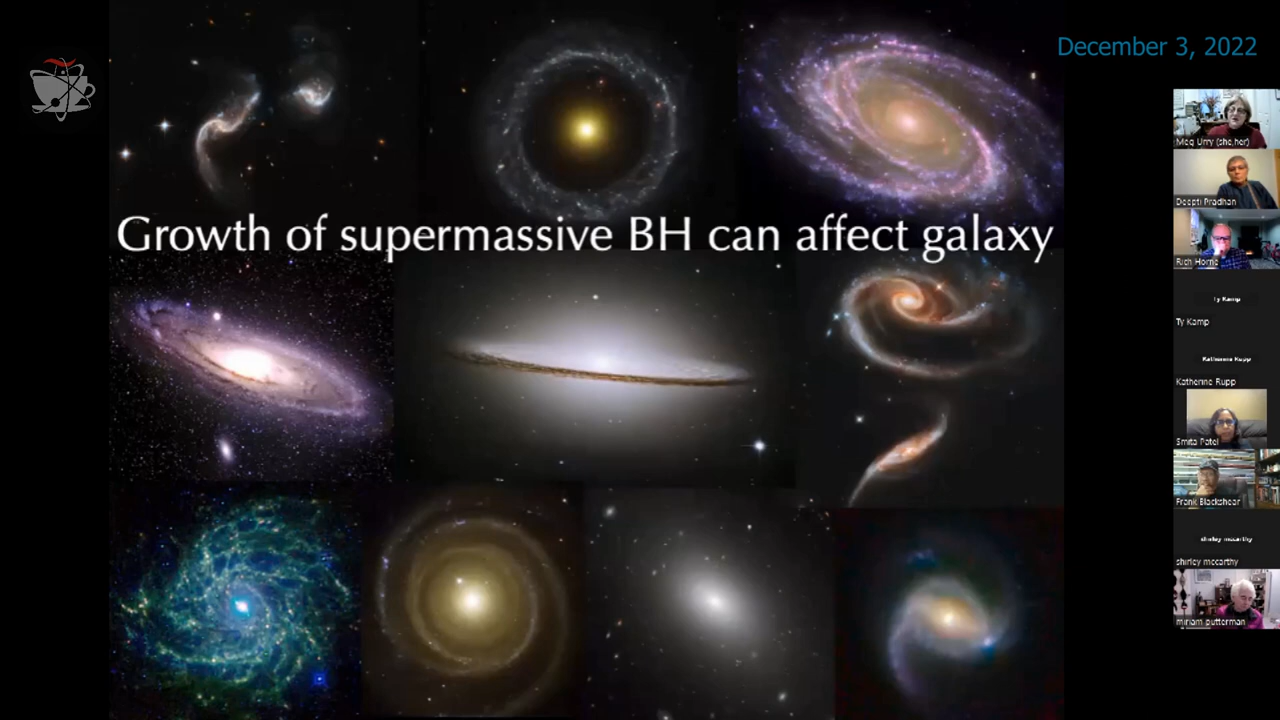 December 3, 2022
Growth of supermassive BH can affect galaxy
Meg Urry (she,her)
Deepti Pradhan
Rich Horne
Ty Kamp
Ty Kamp
Katherine Rupp
Katherine Rupp
Smita Patel
Frank Blackshear
shirley mccarthy
shirley mccarthy
miriam putterman